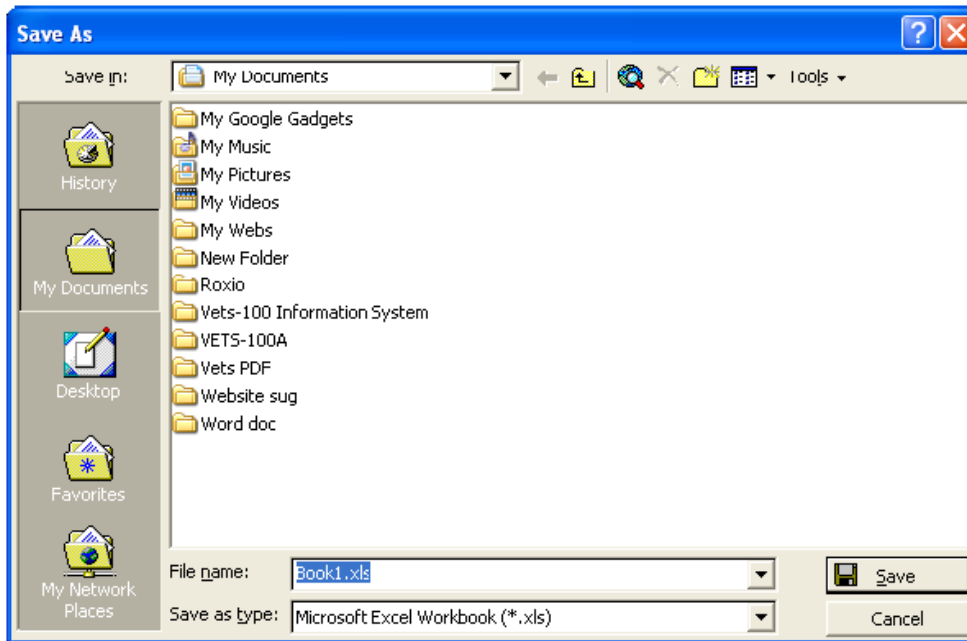 Save As
Save in: My Documents Tools
History
My Documents
Desktop
Favorites
My Network
Places
My Google Gadgets
My Music
My Pictures
My Videos
My Webs
New Folder
Roxio
Vets-100 Information System
VETS-100A
Vets PDF
Website sug
Word doc
File name: Book1.xls Save
Save as type: Microsoft Excel Workbook (*.xls) Cancel